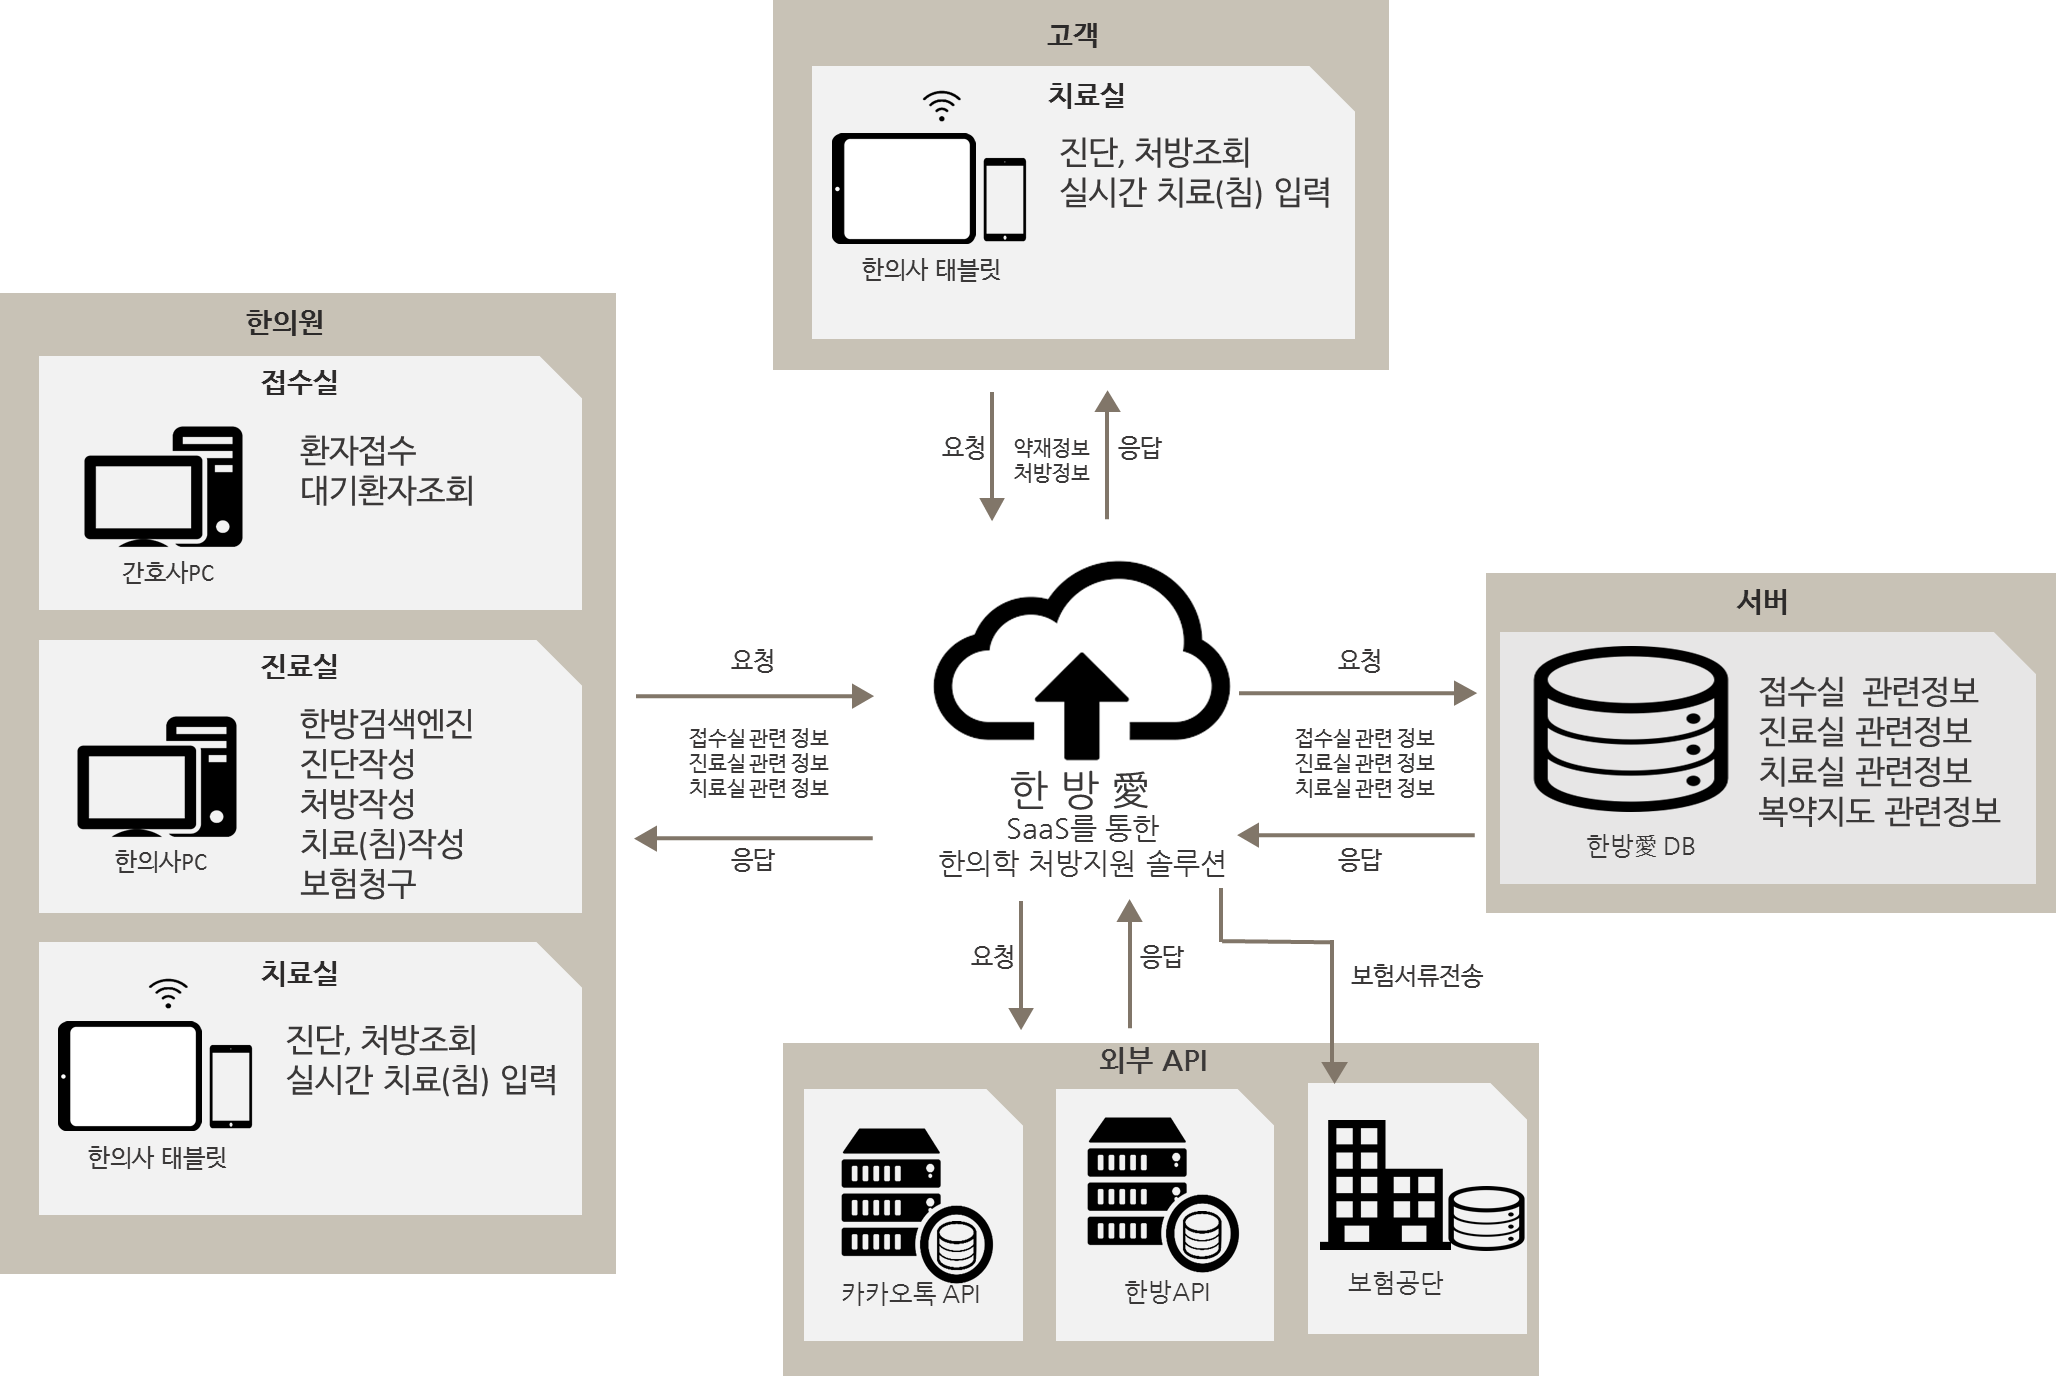 고객
치료실
진단, 처방조회
실시간 치료(침) 입력
한의사 태블릿
한의원
접수실
환자접수
대기환자조회
간호사PC
진료실
한방검색엔진
진단작성
처방작성
치료(침)작성
보험청구
한의사PC
치료실
진단, 처방조회
실시간 치료(침) 입력
한의사 태블릿
요청
약재정보
처방정보
응답
요청
접수실 관련 정보
진료실 관련 정보
치료실 관련 정보
응답
한 방 愛
SaaS를 통한
한의학 처방지원 솔루션
요청
접수실 관련 정보
진료실 관련 정보
치료실 관련 정보
응답
서버
접수실 관련정보
진료실 관련정보
치료실 관련정보
복약지도 관련정보
한방愛 DB
요청
응답
보험서류전송
외부 API
카카오톡 API
한방API
보험공단